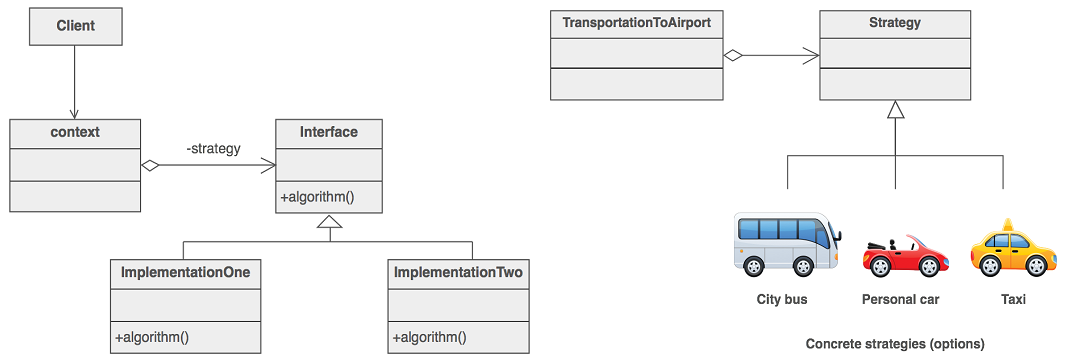 Client
context
-strategy
Interface
+algorithm()
ImplementationOne
+algorithm()
ImplementationTwo
+algorithm()
TransportationToAirport
Strategy
City bus
Personal car
Taxi
Concrete strategies (options)